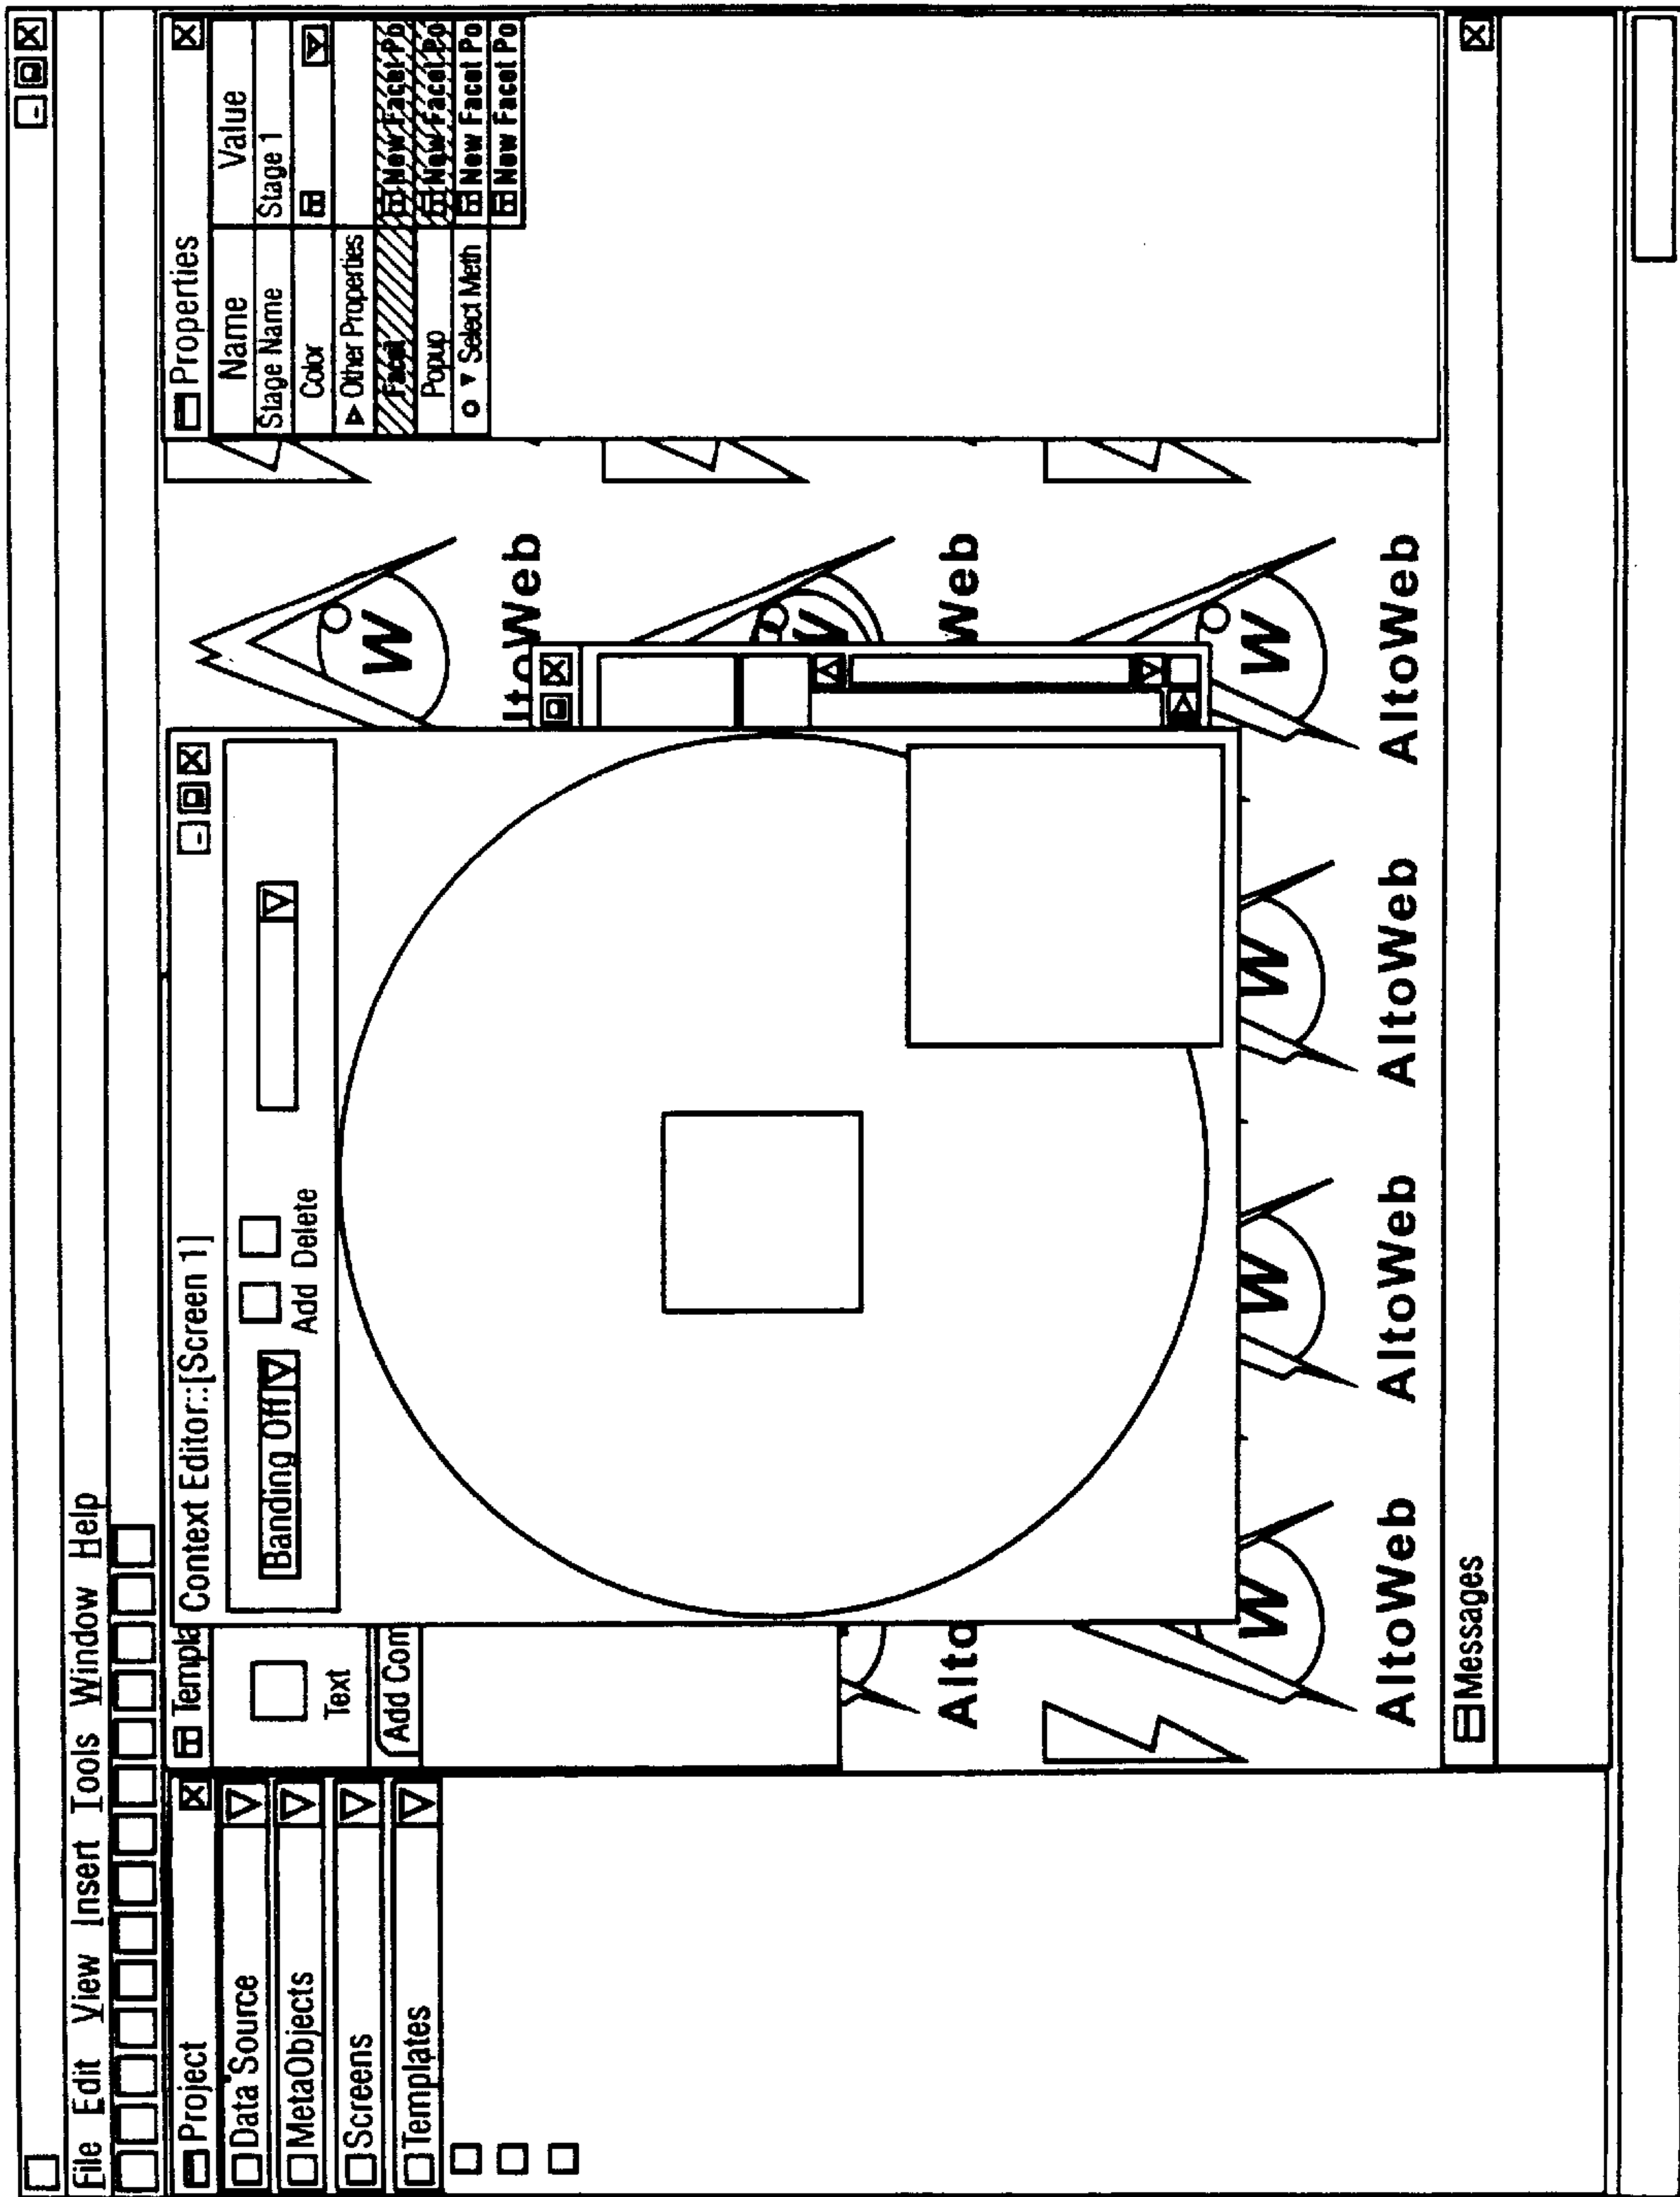 File Edit View Insert Tools Window Help
Project
Data Source
MetaObjects
Screens
Templates
Templa
Text
Add Com
Context Editor::[Screen 1]
Banding Off
Add Delete
Properties
Name Value
Stage Name Stage 1
Color
Other Properties
Facet New Facet Po
Popup New Facet Po
Select Meth New Facet Po
New Facet Po
W
AltoWeb
ltoWeb
W
Web
Alto
W
AltoWeb
W
AltoWeb
W
AltoWeb
W
AltoWeb
Messages